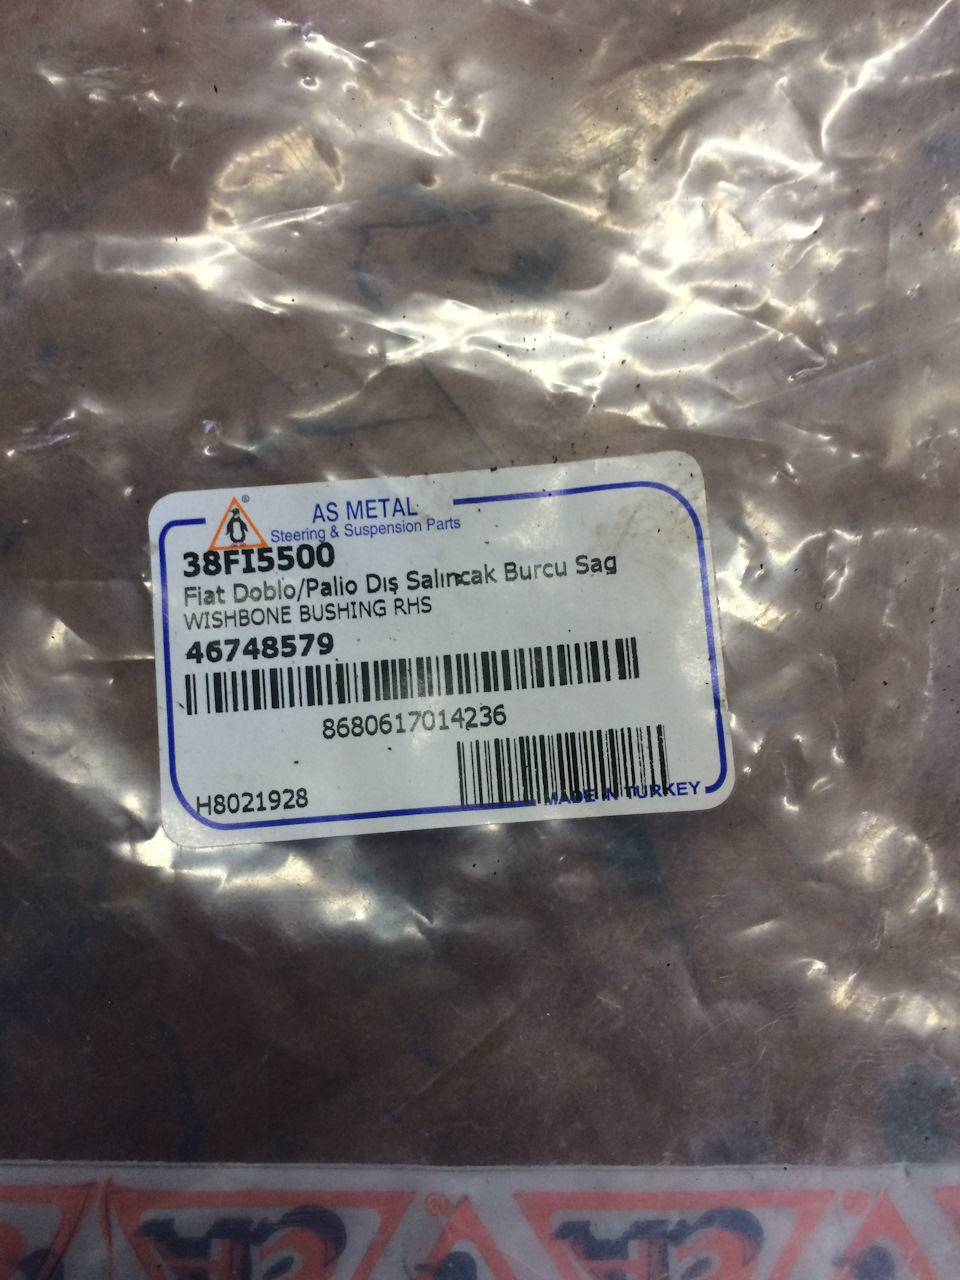 ®
AS METAL
Steering & Suspension Parts
38FI5500
Fiat Doblo/Palio Dış Salıncak Burcu Sag
WISHBONE BUSHING RHS
46748579
8680617014236
H8021928
MADE IN TURKEY